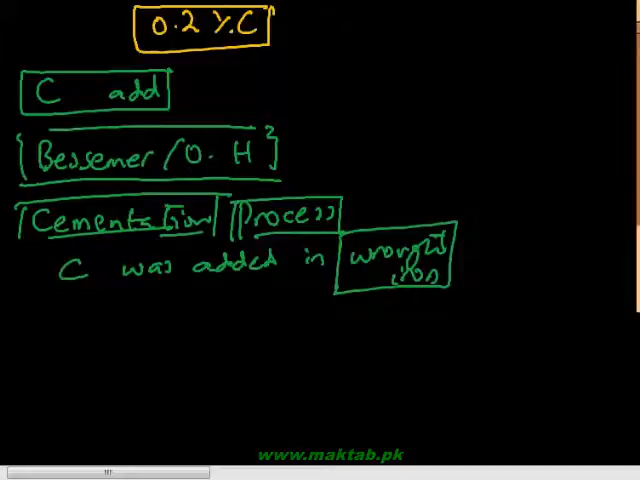 0.2 %C
C add
Bessemer / O. H
Cementation Process
C was added in wrought
iron
www.maktab.pk